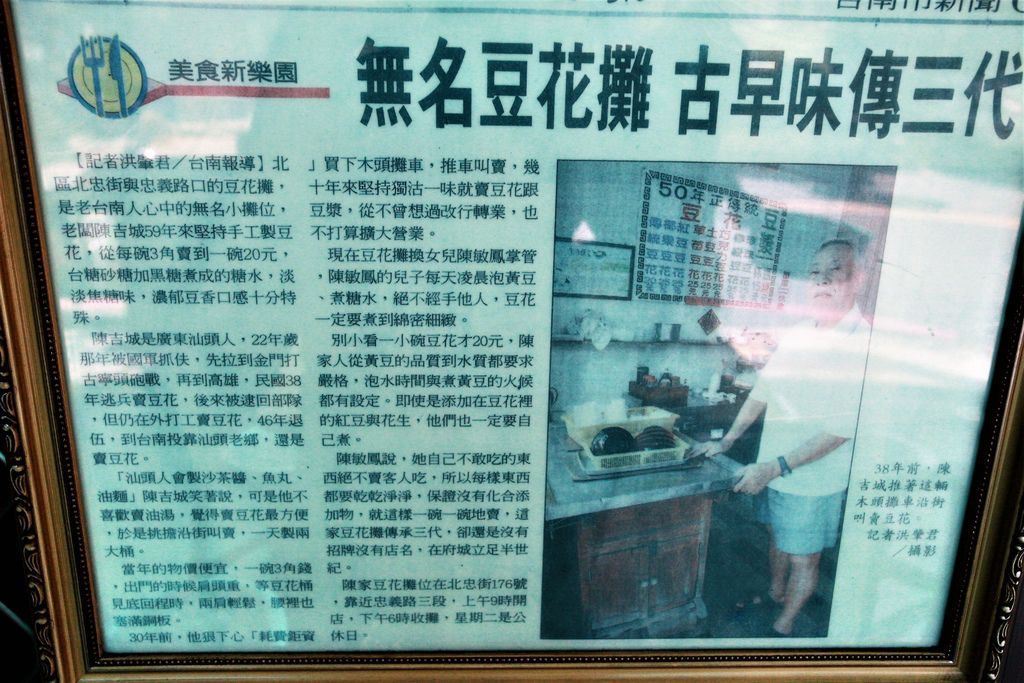 台南市新聞
美食新樂園
無名豆花攤 古早味傳三代
【記者洪肇君／台南報導】北
區北忠街與忠義路口的豆花攤，
是老台南人心中的無名小攤位，
老闆陳吉城59年來堅持手工製豆
花，從每碗3角賣到一碗20元，
台糖砂糖加黑糖煮成的糖水，淡
淡焦糖味，濃郁豆香口感十分特
殊。
陳吉城是廣東汕頭人，22年歲
那年被國軍抓伕，先拉到金門打
古寧頭砲戰，再到高雄，民國38
年逃兵賣豆花，後來被逮回部隊
，但仍在外打工賣豆花，46年退
伍，到台南投靠汕頭老鄉，還是
賣豆花。
「汕頭人會製沙茶醬、魚丸、
油麵」陳吉城笑著說，可是他不
喜歡賣油湯，覺得賣豆花最方便
，於是挑擔沿街叫賣，一天製兩
大桶。
當年的物價便宜，一碗3角錢
，出門的時候肩頭重，等豆花桶
見底回程時，兩肩輕鬆，腰裡也
塞滿銅板。
30年前，他狠下心「耗費鉅資
」買下木頭攤車，推車叫賣，幾
十年來堅持獨沽一味就賣豆花跟
豆漿，從不曾想過改行轉業，也
不打算擴大營業。
現在豆花攤換女兒陳敏鳳掌管
，陳敏鳳的兒子每天凌晨泡黃豆
、煮糖水，絕不經手他人，豆花
一定要煮到綿密細緻。
別小看一小碗豆花才20元，陳
家人從黃豆的品質到水質都要求
嚴格，泡水時間與煮黃豆的火候
都有設定。即使是添加在豆花裡
的紅豆與花生，他們也一定要自
己煮。
陳敏鳳說，她自己不敢吃的東
西絕不賣客人吃，所以每樣東西
都要乾乾淨淨，保證沒有化合添
加物，就這樣一碗一碗地賣，這
家豆花攤傳承三代，卻還是沒有
招牌沒有店名，在府城立足半世
紀。
陳家豆花攤位在北忠街176號
，靠近忠義路三段，上午9時開
店，下午6時收攤，星期二是公
休日。
50年正傳統
豆花
豆漿
38年前，陳
吉城推著這輛
木頭攤車沿街
叫賣豆花。
記者洪肇君
／攝影